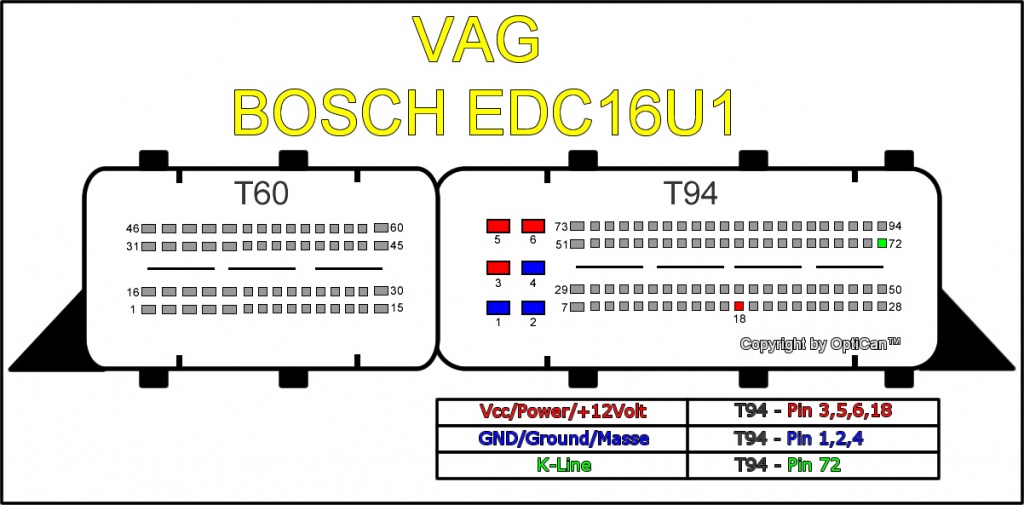 VAG
BOSCH EDC16U1
T60
T94
46 60 5 6 73 94
31 45 51 72
3 4
16 30 29 50
1 15 1 2 7 28
18
Copyright by OptiCan™
Vcc/Power/+12Volt T94 - Pin 3,5,6,18
GND/Ground/Masse T94 - Pin 1,2,4
K-Line T94 - Pin 72